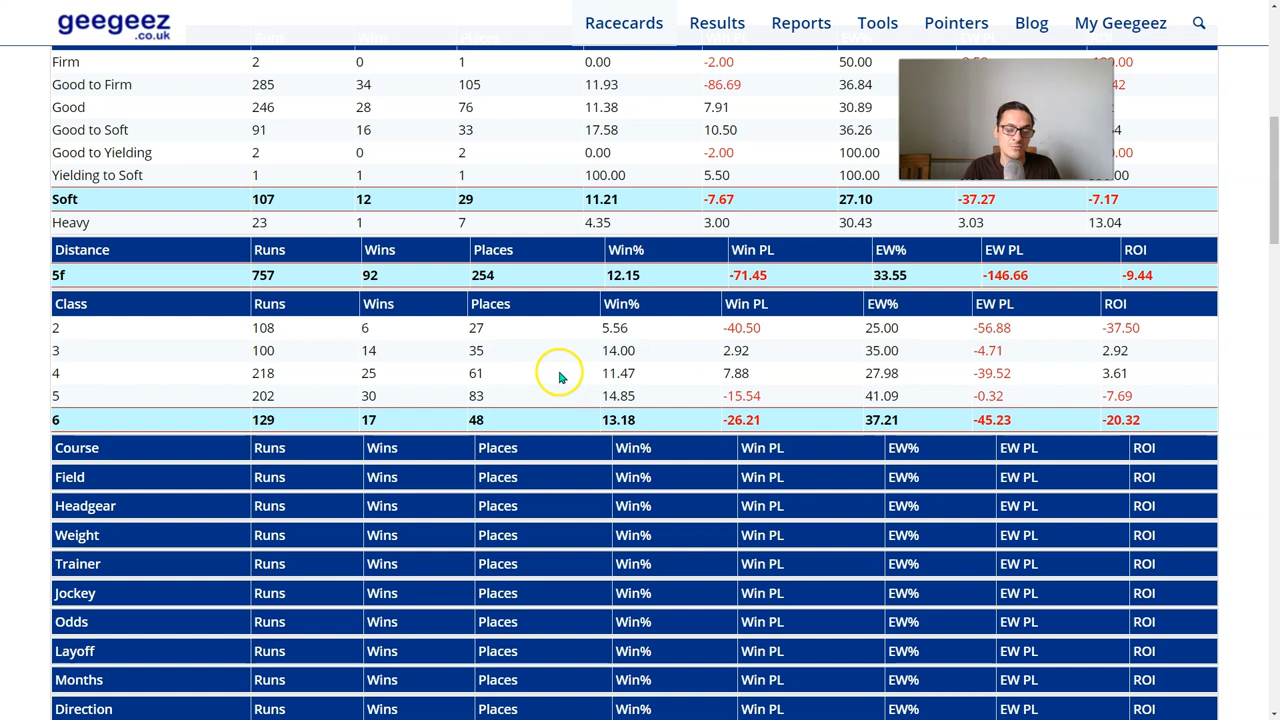 geegeez
.co.uk
Racecards Results Reports Tools Pointers Blog My Geegeez
Runs Wins Places Win PL EW% EW PL ROI
Firm 2 0 1 0.00 -2.00 50.00
Good to Firm 285 34 105 11.93 -86.69 36.84
Good 246 28 76 11.38 7.91 30.89
Good to Soft 91 16 33 17.58 10.50 36.26
Good to Yielding 2 0 2 0.00 -2.00 100.00
Yielding to Soft 1 1 1 100.00 5.50 100.00
Soft 107 12 29 11.21 -7.67 27.10 -37.27 -7.17
Heavy 23 1 7 4.35 3.00 30.43 3.03 13.04
Distance Runs Wins Places Win% Win PL EW% EW PL ROI
5f 757 92 254 12.15 -71.45 33.55 -146.66 -9.44
Class Runs Wins Places Win% Win PL EW% EW PL ROI
2 108 6 27 5.56 -40.50 25.00 -56.88 -37.50
3 100 14 35 14.00 2.92 35.00 -4.71 2.92
4 218 25 61 11.47 7.88 27.98 -39.52 3.61
5 202 30 83 14.85 -15.54 41.09 -0.32 -7.69
6 129 17 48 13.18 -26.21 37.21 -45.23 -20.32
Course Runs Wins Places Win% Win PL EW% EW PL ROI
Field Runs Wins Places Win% Win PL EW% EW PL ROI
Headgear Runs Wins Places Win% Win PL EW% EW PL ROI
Weight Runs Wins Places Win% Win PL EW% EW PL ROI
Trainer Runs Wins Places Win% Win PL EW% EW PL ROI
Jockey Runs Wins Places Win% Win PL EW% EW PL ROI
Odds Runs Wins Places Win% Win PL EW% EW PL ROI
Layoff Runs Wins Places Win% Win PL EW% EW PL ROI
Months Runs Wins Places Win% Win PL EW% EW PL ROI
Direction Runs Wins Places Win% Win PL EW% EW PL ROI